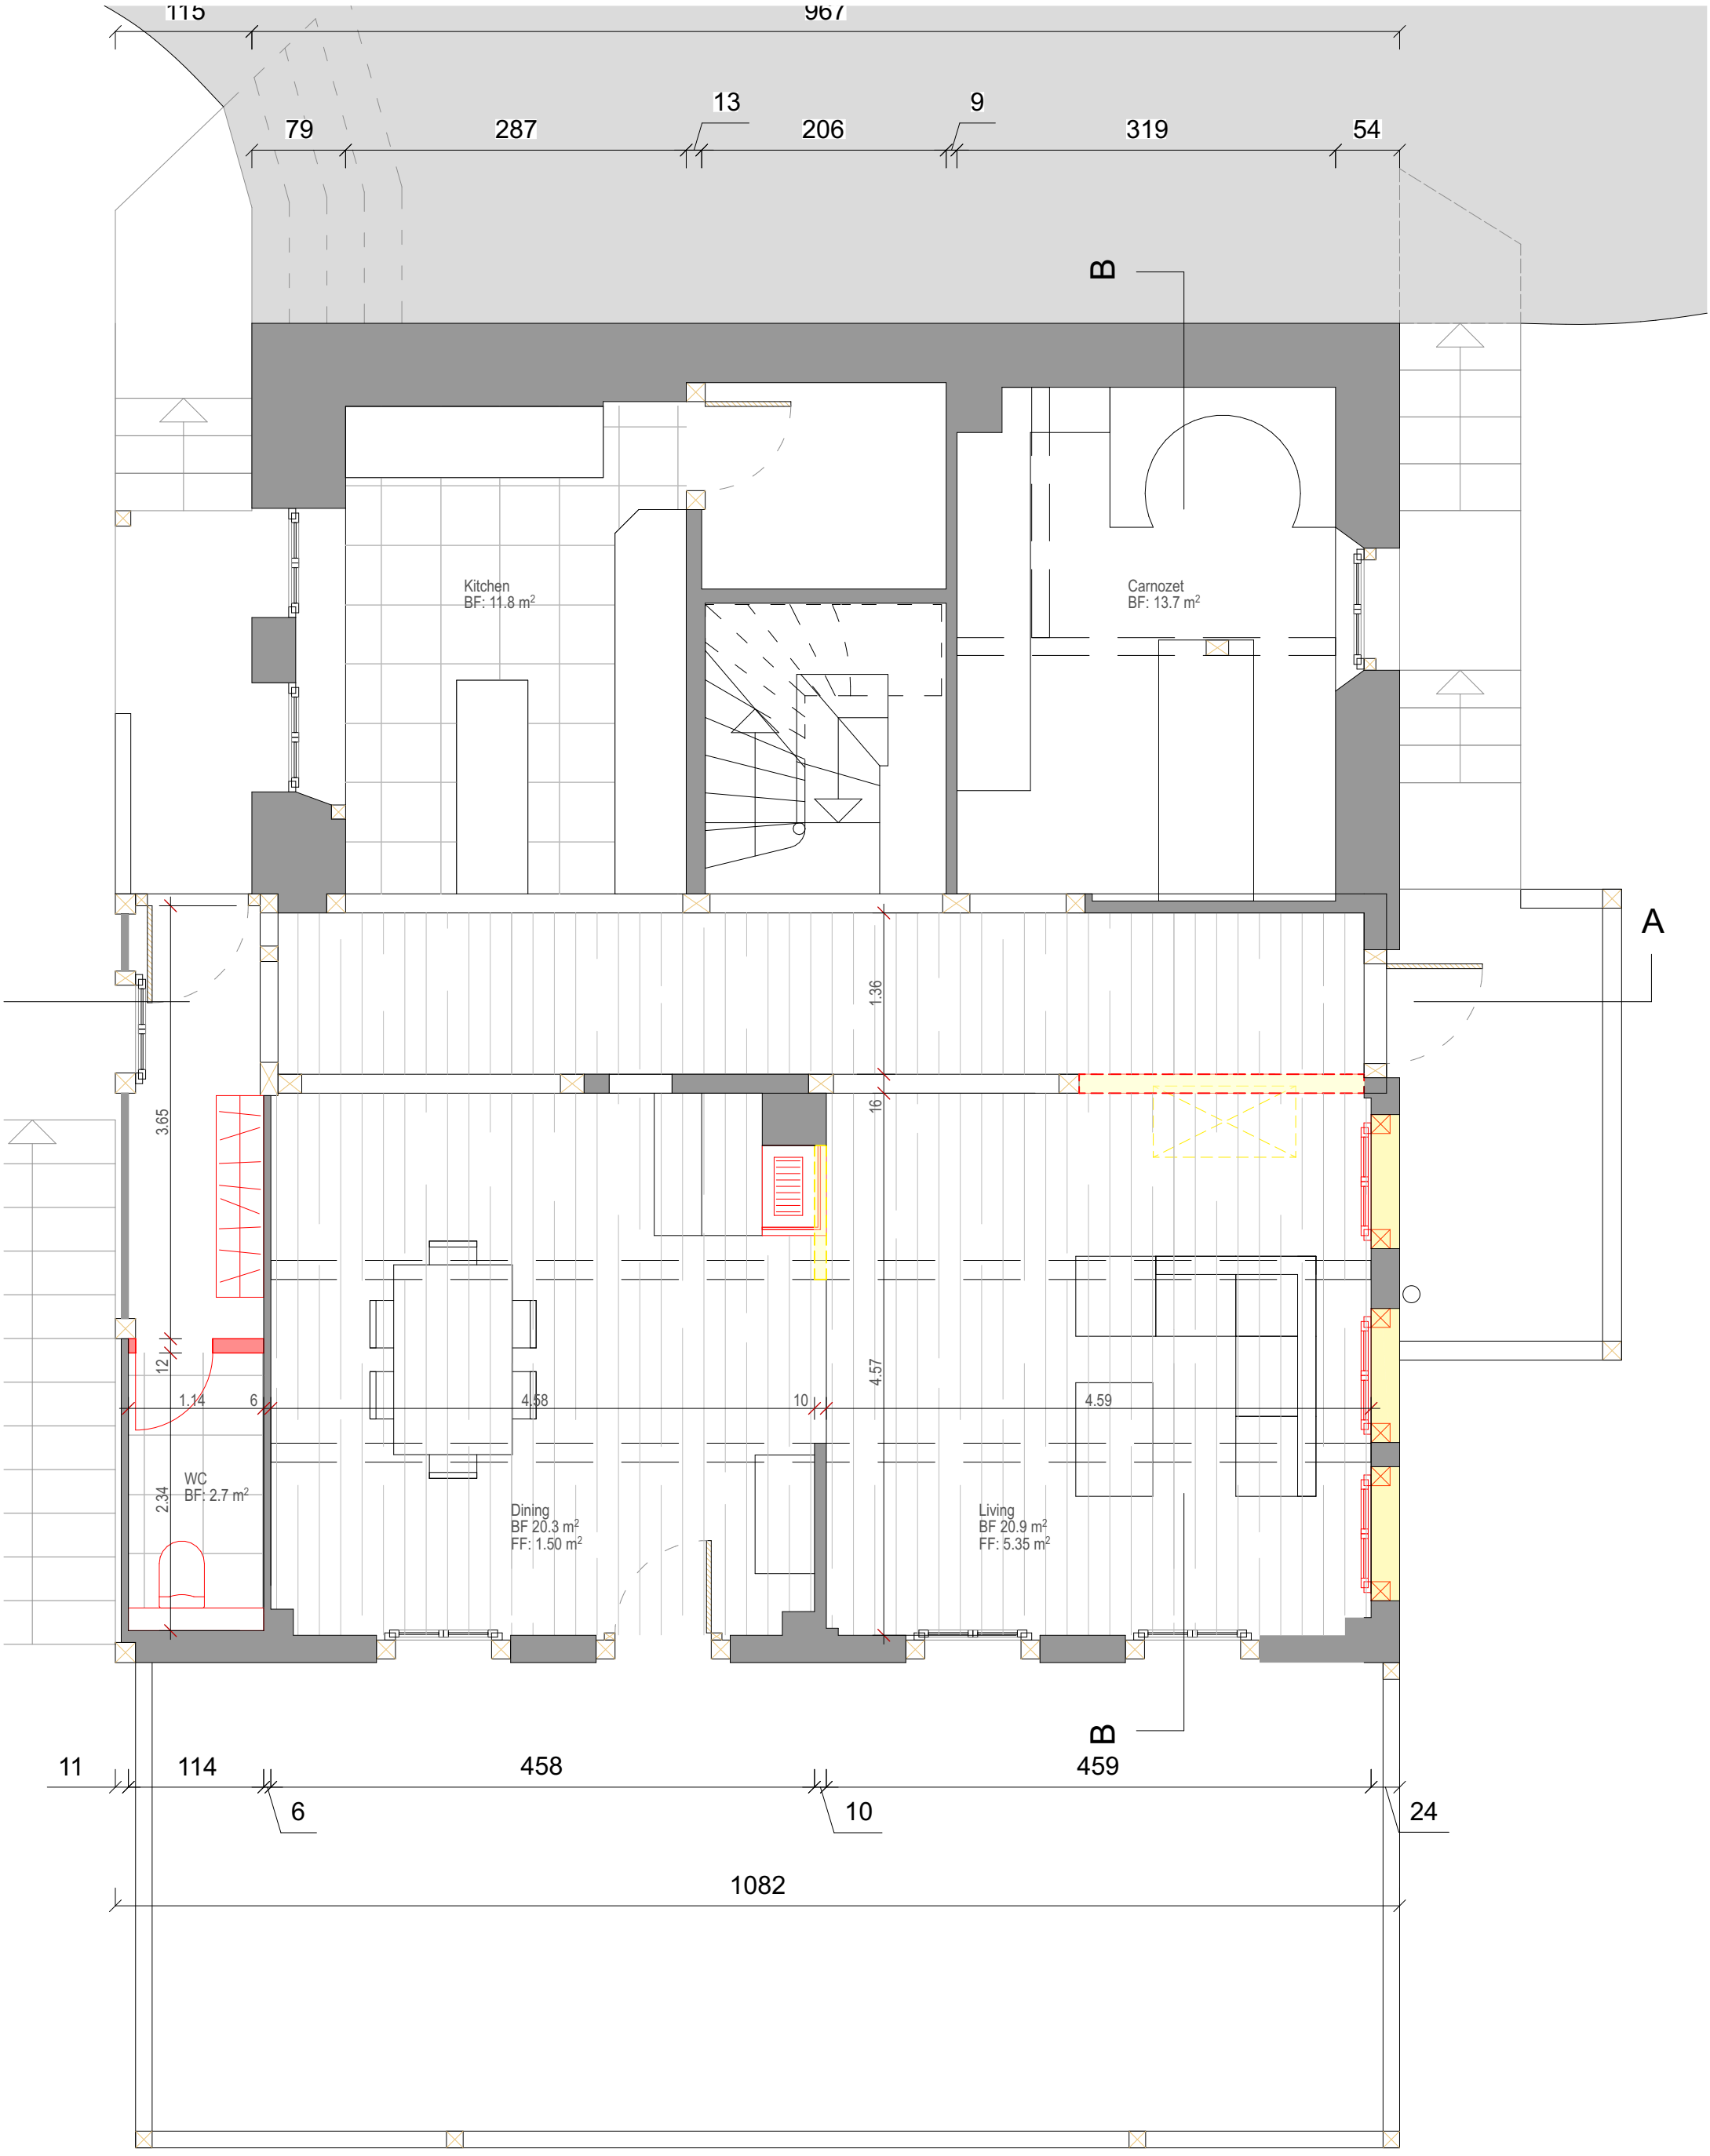 115
967
13
9
79
287
206
319
54
B
Kitchen
BF: 11.8 m²
Carnozet
BF: 13.7 m²
A
1.36
16
3.65
12
4.57
1.14
6
4.58
10
4.59
WC
BF: 2.7 m²
2.34
Dining
BF 20.3 m²
FF: 1.50 m²
Living
BF 20.9 m²
FF: 5.35 m²
B
11
114
458
459
6
10
24
1082